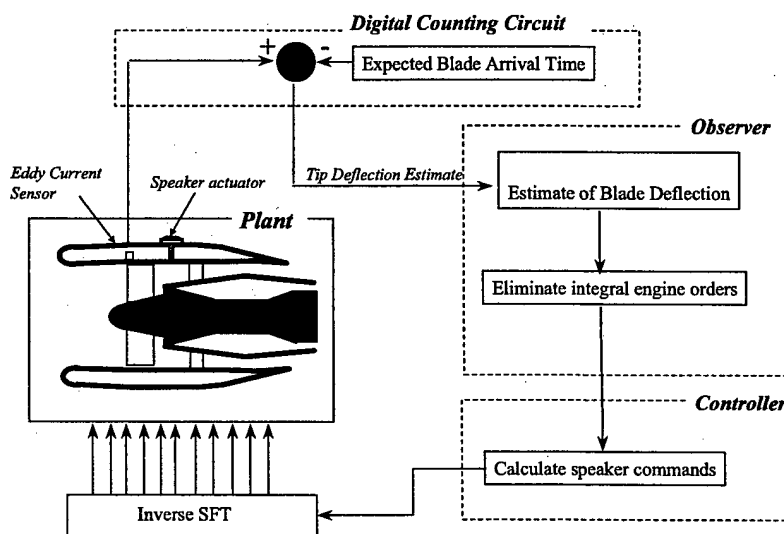 Digital Counting Circuit
+
-
Expected Blade Arrival Time
Observer
Eddy Current
Sensor
Speaker actuator
Tip Deflection Estimate
Estimate of Blade Deflection
Plant
Eliminate integral engine orders
Controller
Calculate speaker commands
Inverse SFT